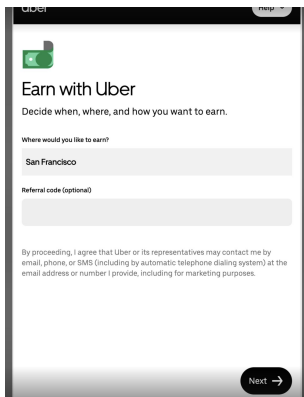 Uber
Help
Earn with Uber
Decide when, where, and how you want to earn.
Where would you like to earn?
San Francisco
Referral code (optional)
By proceeding, I agree that Uber or its representatives may contact me by
email, phone, or SMS (including by automatic telephone dialing system) at the
email address or number I provide, including for marketing purposes.
Next